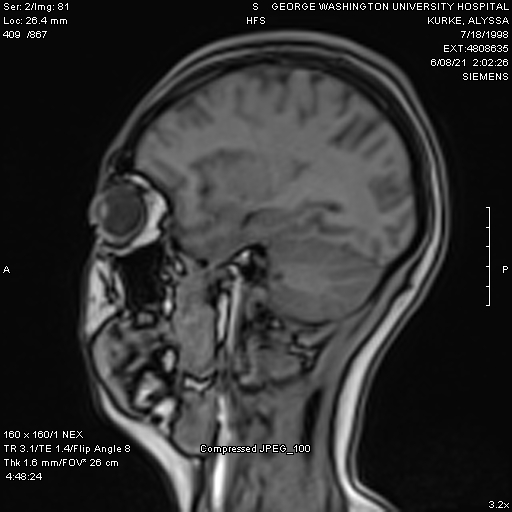 Ser: 2/Img: 81
Loc: 26.4 mm
409 /867
S GEORGE WASHINGTON UNIVERSITY HOSPITAL
HFS
KURKE, ALYSSA
7/18/1998
EXT:4808635
6/08/21 2:02:26
SIEMENS
A
P
160 x 160/1 NEX
TR 3.1/TE 1.4/Flip Angle 8
Thk 1.6 mm/FOV* 26 cm
4:48:24
Compressed JPEG_100
3.2x